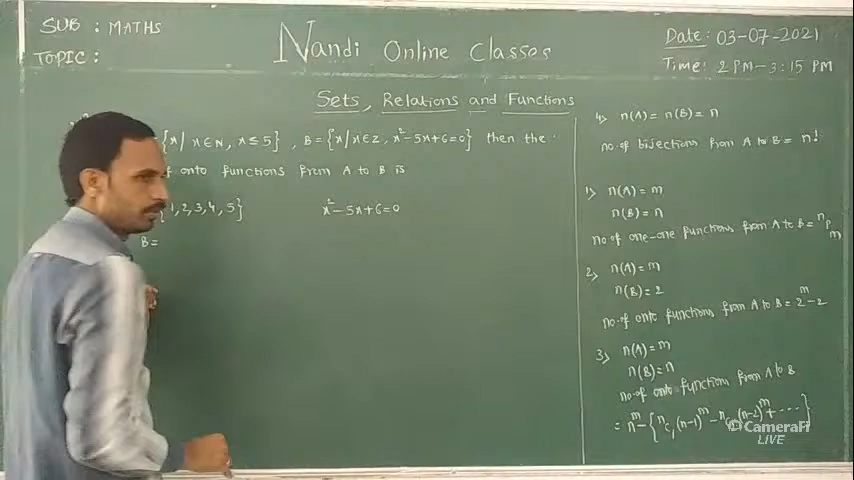 SUB : MATHS
TOPIC :
Nandi Online Classes
Date: 03-07-2021
Time: 2 PM-3:15 PM
Sets, Relations and Functions
{x/ x∈N, x≤5} , B={x/x∈Z, x²-5x+6=0} then the
onto functions from A to B is
1,2,3,4,5}
x²-5x+6=0
B=
4) n(A) = n(B) = n
no.of bijections from A to B = n!
1) n(A) = m
n(B) = n
no of one-one functions from A to B = ⁿPₘ
2) n(A) = m
n(B) = 2
no.of onto functions from A to B = 2ᵐ-2
3) n(A) = m
n(B) = n
no of onto functions from A to B
= nᵐ-{ⁿC₁(n-1)ᵐ-ⁿC (n-2)ᵐ+····}
CameraFi
LIVE